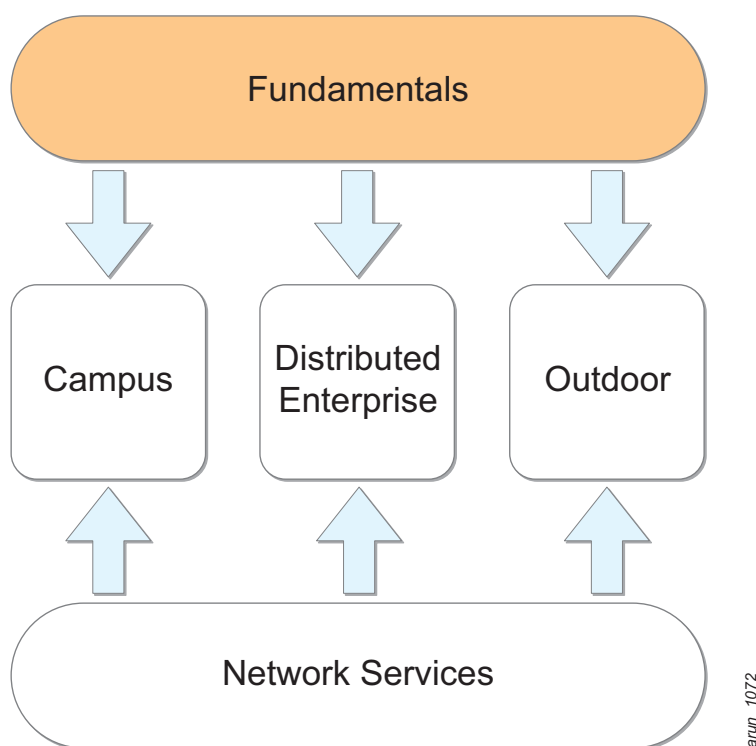 Fundamentals
Campus
Distributed
Enterprise
Outdoor
Network Services
arun_1072